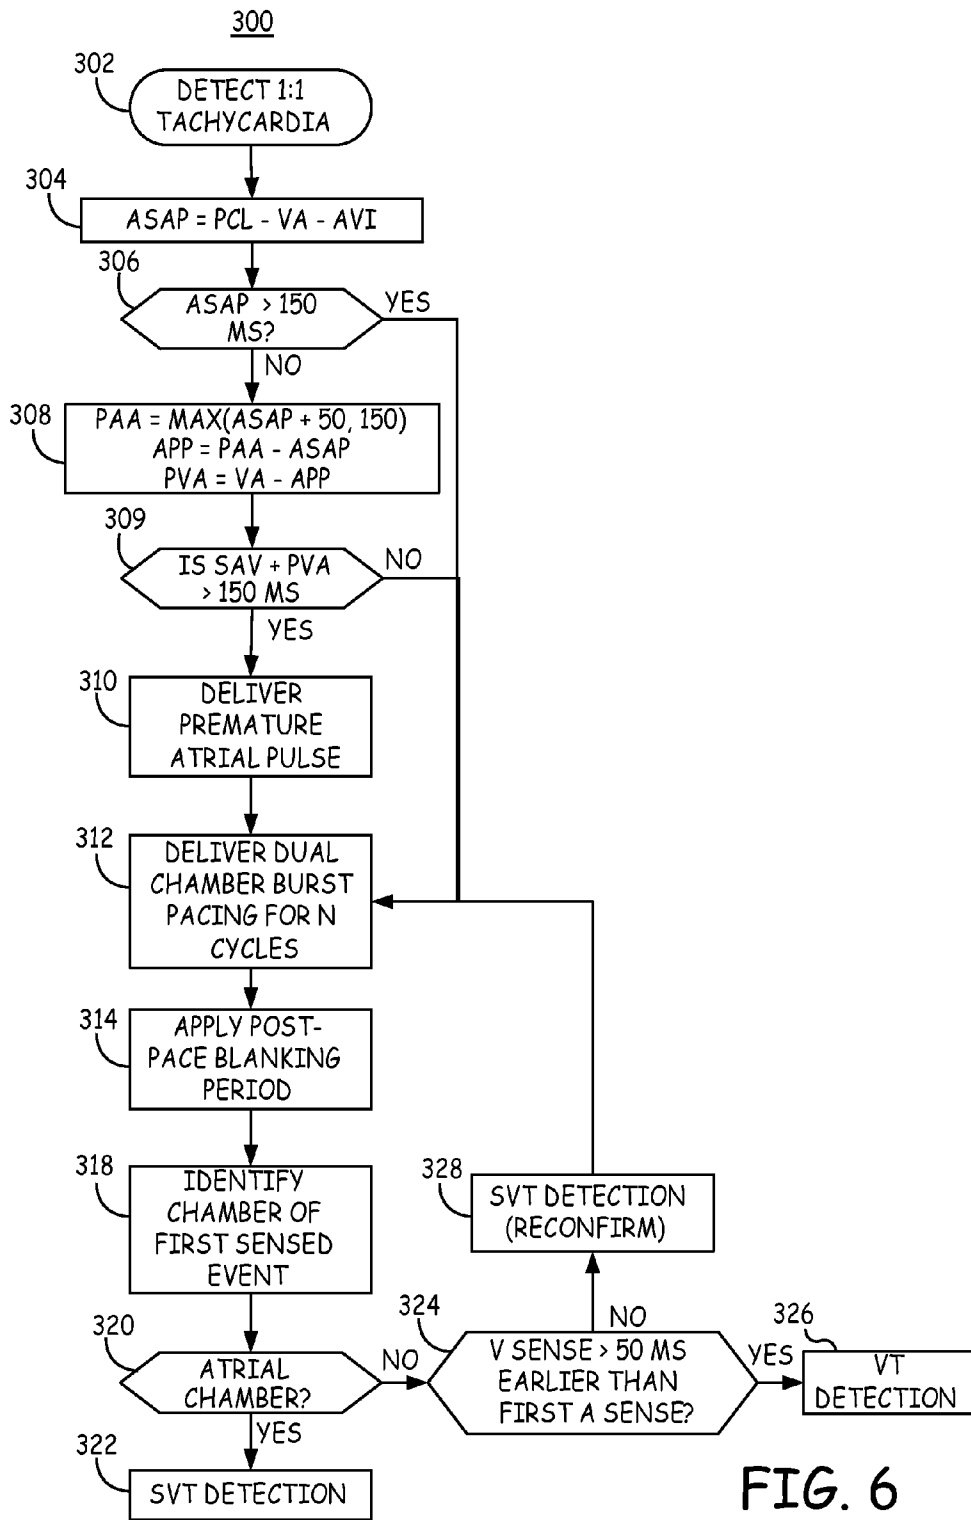 300
302
DETECT 1:1
TACHYCARDIA
304
ASAP = PCL - VA - AVI
306
ASAP > 150
MS?
YES
NO
308
PAA = MAX(ASAP + 50, 150)
APP = PAA - ASAP
PVA = VA - APP
309
IS SAV + PVA
> 150 MS
NO
YES
310
DELIVER
PREMATURE
ATRIAL PULSE
312
DELIVER DUAL
CHAMBER BURST
PACING FOR N
CYCLES
314
APPLY POST-
PACE BLANKING
PERIOD
318
IDENTIFY
CHAMBER OF
FIRST SENSED
EVENT
328
SVT DETECTION
(RECONFIRM)
320
ATRIAL
CHAMBER?
NO
YES
324
V SENSE > 50 MS
EARLIER THAN
FIRST A SENSE?
NO
YES
326
VT
DETECTION
322
SVT DETECTION
FIG. 6